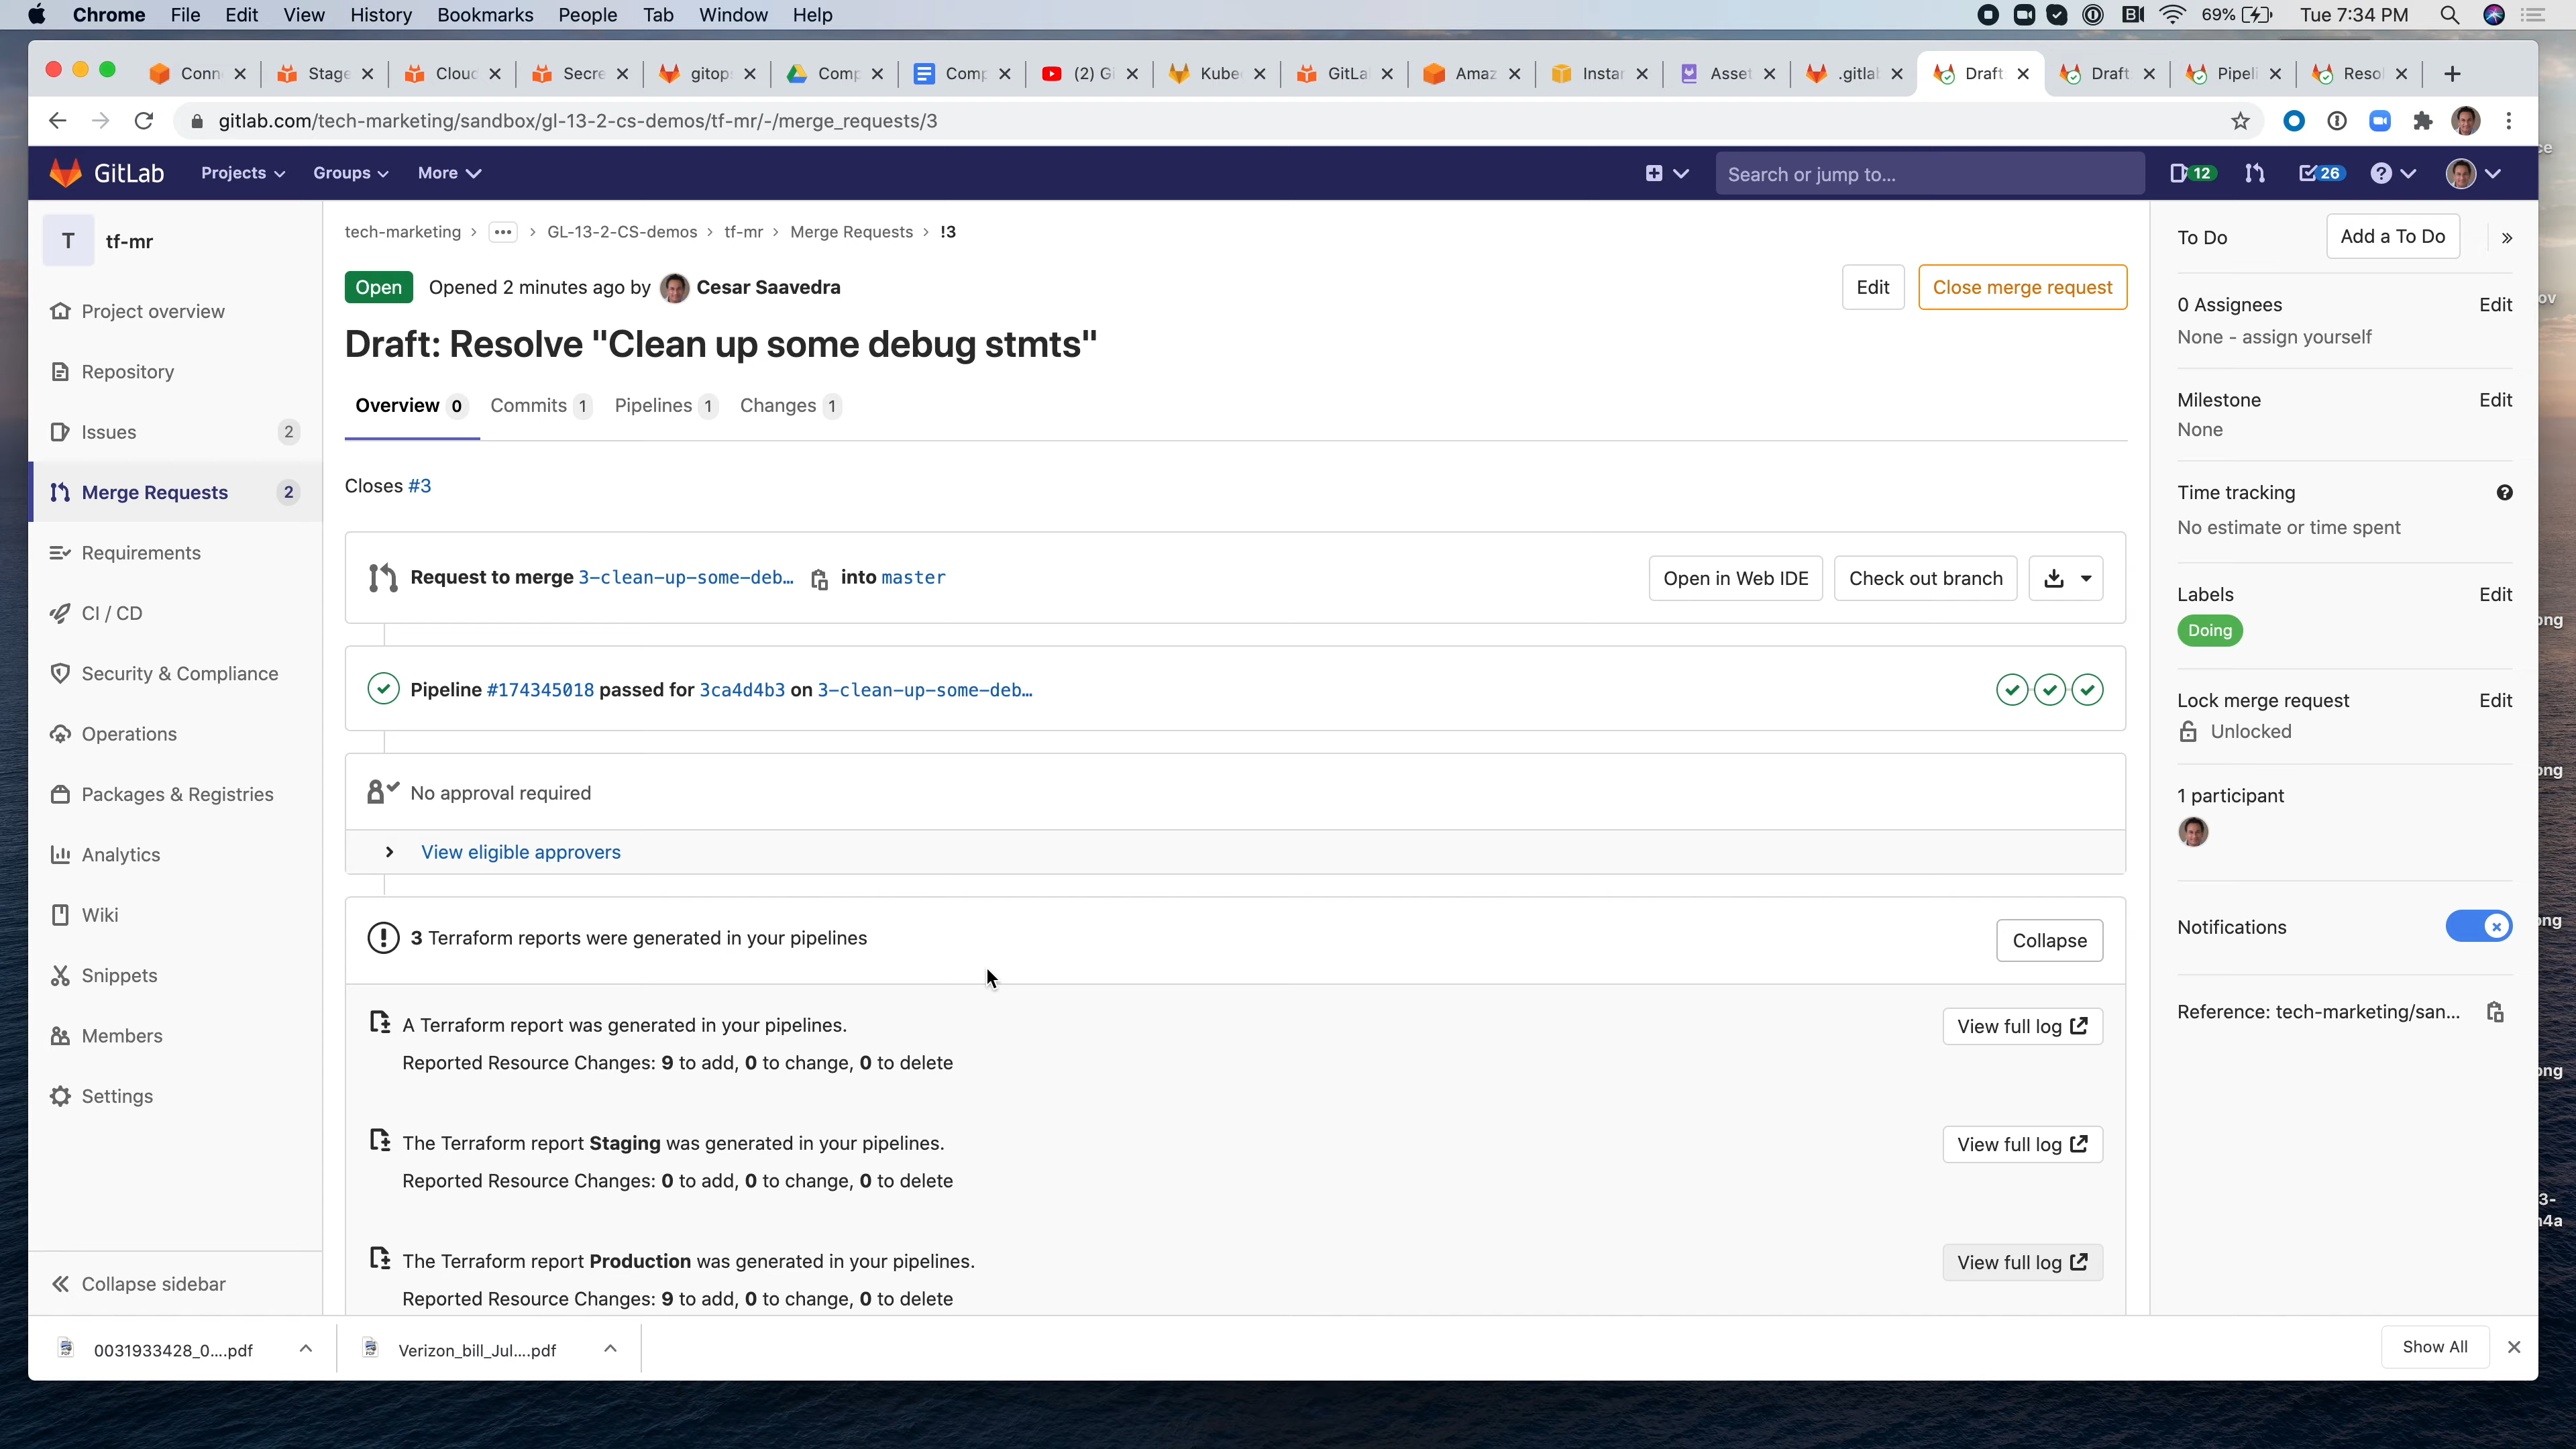 Chrome File Edit View History Bookmarks People Tab Window Help 69% Tue 7:34 PM
Conn Stage Cloud Secre gitop Comp Comp (2) G Kube GitLa Amaz Instan Asset .gitlab Draft: Draft: Pipeli Resol
gitlab.com/tech-marketing/sandbox/gl-13-2-cs-demos/tf-mr/-/merge_requests/3
GitLab Projects Groups More Search or jump to... 12 26
T tf-mr
Project overview
Repository
Issues 2
Merge Requests 2
Requirements
CI / CD
Security & Compliance
Operations
Packages & Registries
Analytics
Wiki
Snippets
Members
Settings
Collapse sidebar
tech-marketing > ... > GL-13-2-CS-demos > tf-mr > Merge Requests > !3
Open Opened 2 minutes ago by Cesar Saavedra Edit Close merge request
Draft: Resolve "Clean up some debug stmts"
Overview 0 Commits 1 Pipelines 1 Changes 1
Closes #3
Request to merge 3-clean-up-some-deb… into master Open in Web IDE Check out branch
Pipeline #174345018 passed for 3ca4d4b3 on 3-clean-up-some-deb…
No approval required
View eligible approvers
3 Terraform reports were generated in your pipelines Collapse
A Terraform report was generated in your pipelines. View full log
Reported Resource Changes: 9 to add, 0 to change, 0 to delete
The Terraform report Staging was generated in your pipelines. View full log
Reported Resource Changes: 0 to add, 0 to change, 0 to delete
The Terraform report Production was generated in your pipelines. View full log
Reported Resource Changes: 9 to add, 0 to change, 0 to delete
To Do Add a To Do
0 Assignees Edit
None - assign yourself
Milestone Edit
None
Time tracking
No estimate or time spent
Labels Edit
Doing
Lock merge request Edit
Unlocked
1 participant
Notifications
Reference: tech-marketing/san...
0031933428_0....pdf Verizon_bill_Jul....pdf Show All